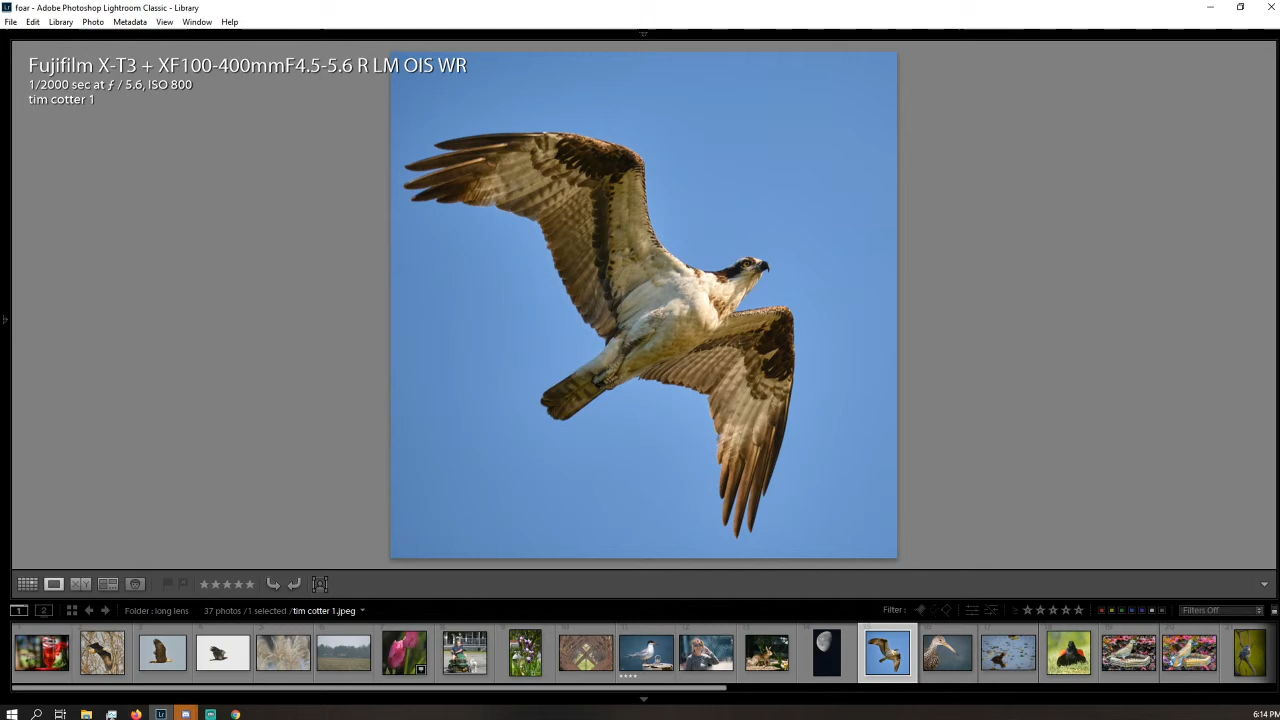 foar - Adobe Photoshop Lightroom Classic - Library
File Edit Library Photo Metadata View Window Help
Fujifilm X-T3 + XF100-400mmF4.5-5.6 R LM OIS WR
1/2000 sec at ƒ / 5.6, ISO 800
tim cotter 1
X Y
1 2 Folder : long lens 37 photos / 1 selected / tim cotter 1.jpeg Filter : Filters Off
6:14 PM